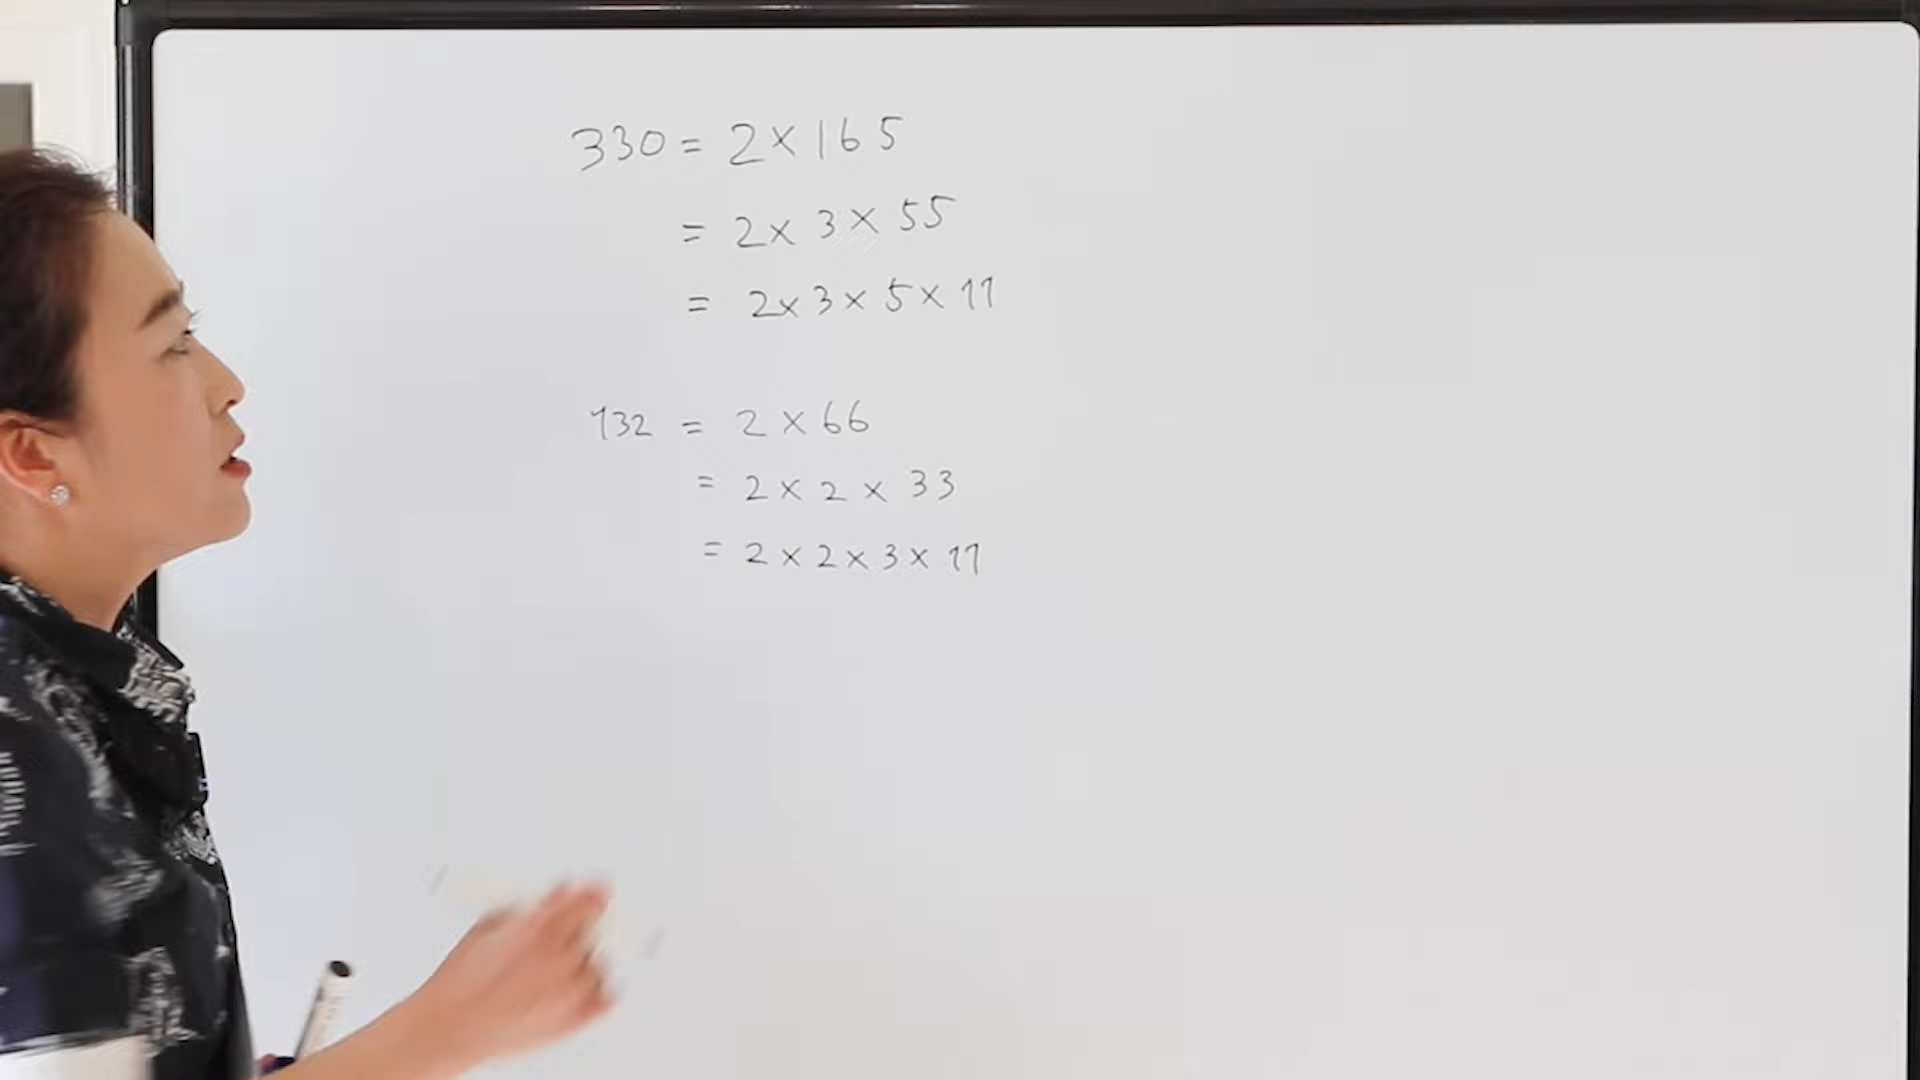 330 = 2 × 165
= 2 × 3 × 55
= 2 × 3 × 5 × 11
132 = 2 × 66
= 2 × 2 × 33
= 2 × 2 × 3 × 11